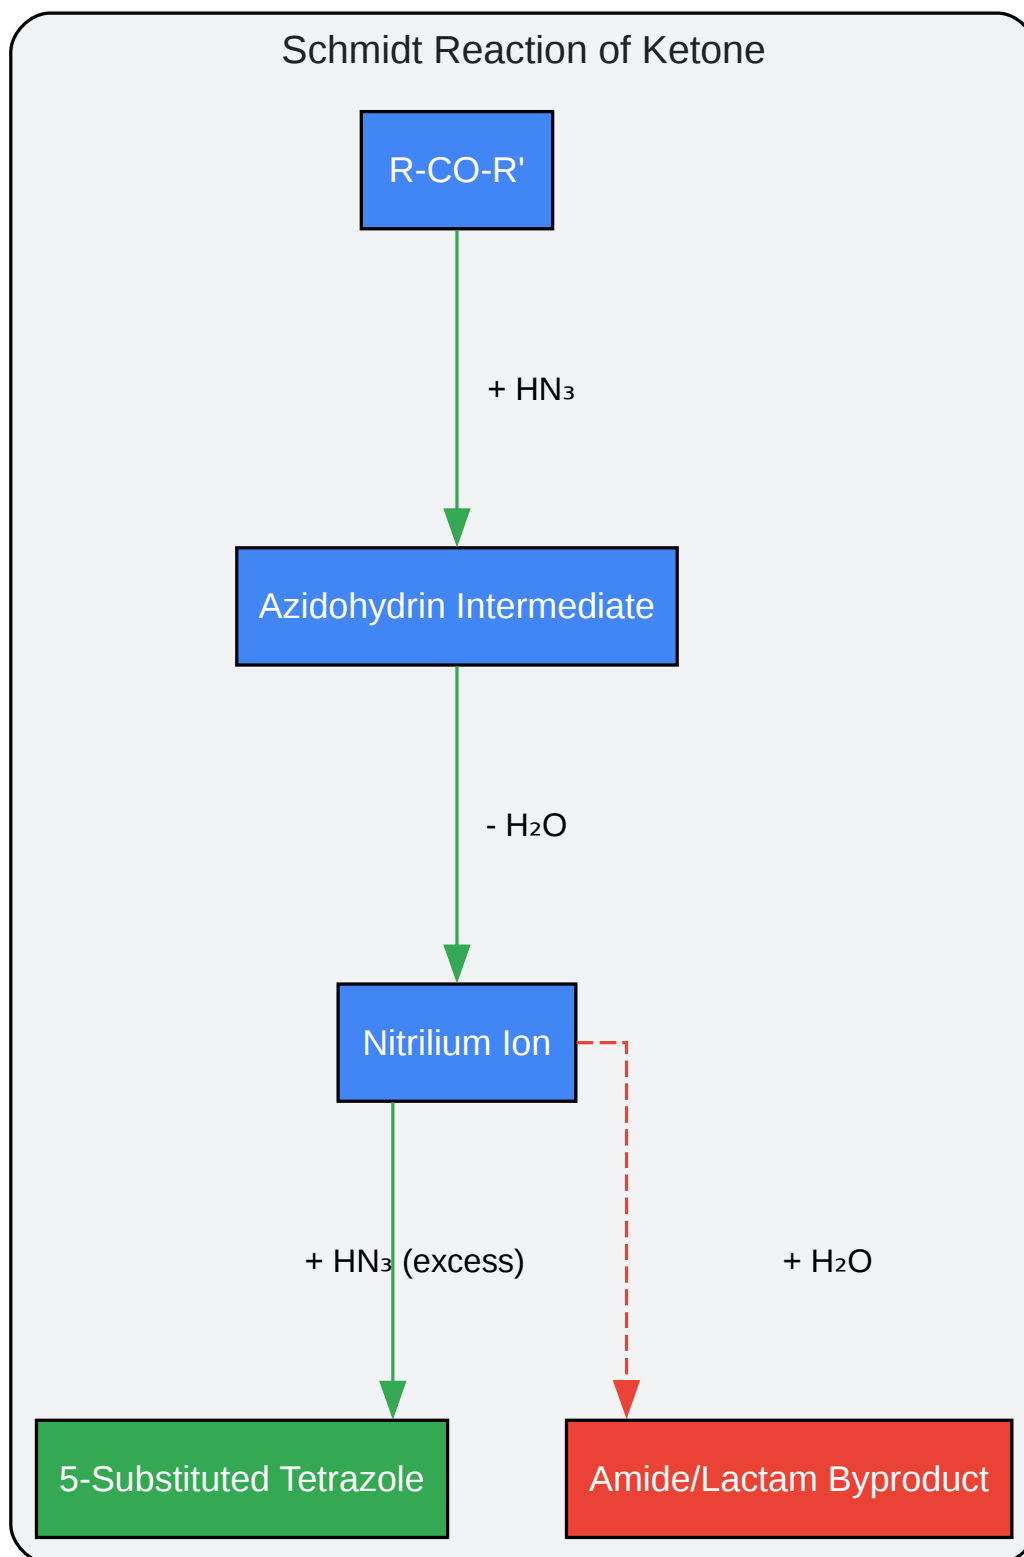 Schmidt Reaction of Ketone
R-CO-R'
+ HN₃
Azidohydrin Intermediate
- H₂O
Nitrilium Ion
+ HN₃ (excess)
+ H₂O
5-Substituted Tetrazole
Amide/Lactam Byproduct